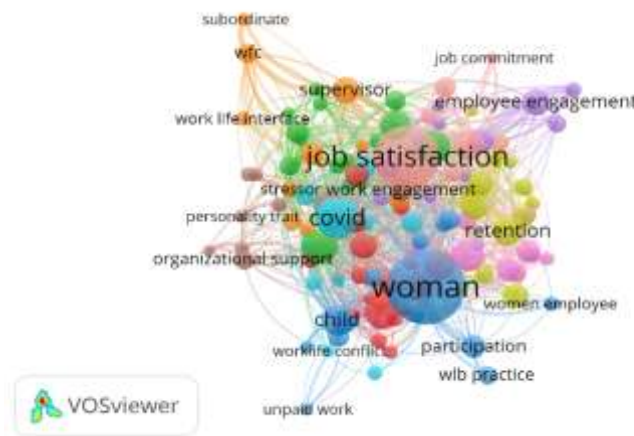 subordinate
wfc
job commitment
supervisor
employee engagement
work life interface
job satisfaction
stressor work engagement
personality trait
covid
retention
organizational support
woman
women employee
child
participation
worklife conflict
wlb practice
unpaid work
VOSviewer